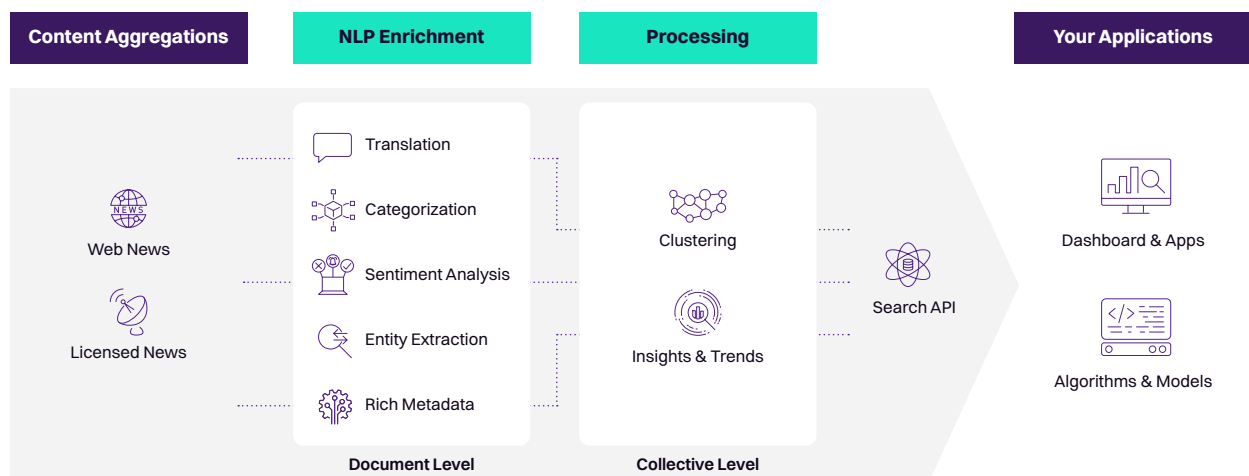 Content Aggregations
NLP Enrichment
Processing
Your Applications
NEWS
Web News
Licensed News
Translation
Categorization
Sentiment Analysis
Entity Extraction
Rich Metadata
Document Level
Clustering
Insights & Trends
Collective Level
Search API
Dashboard & Apps
</>
Algorithms & Models